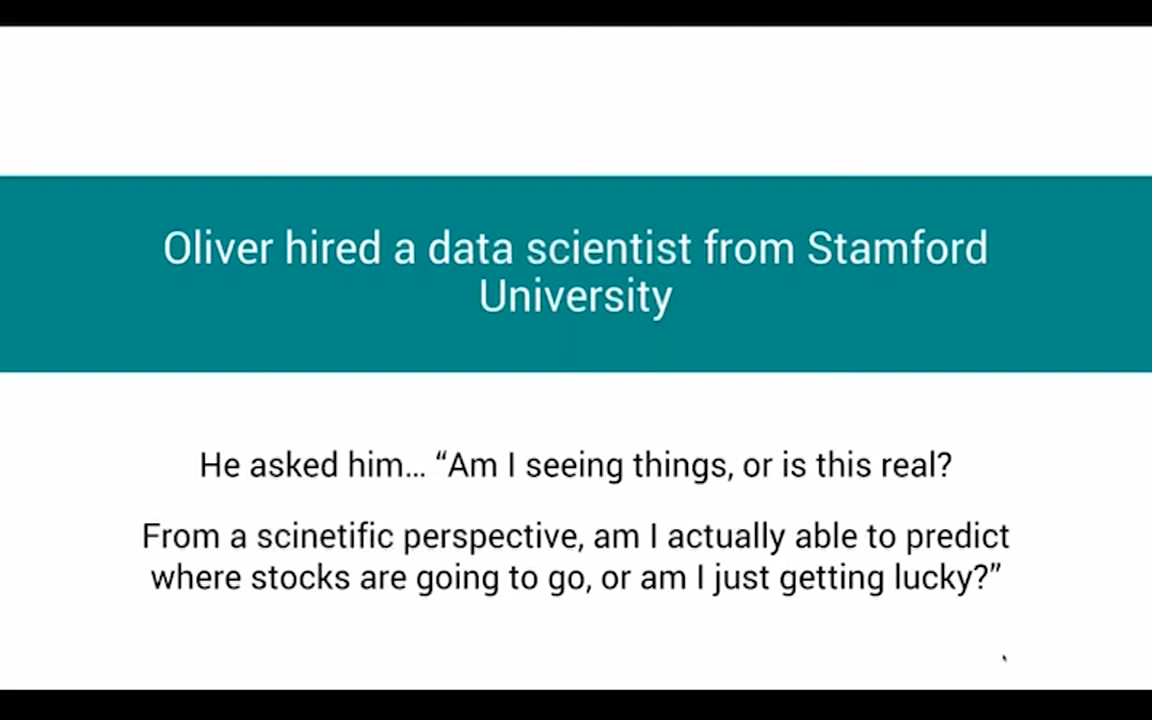 Oliver hired a data scientist from Stamford
University
He asked him... “Am I seeing things, or is this real?
From a scinetific perspective, am I actually able to predict
where stocks are going to go, or am I just getting lucky?”